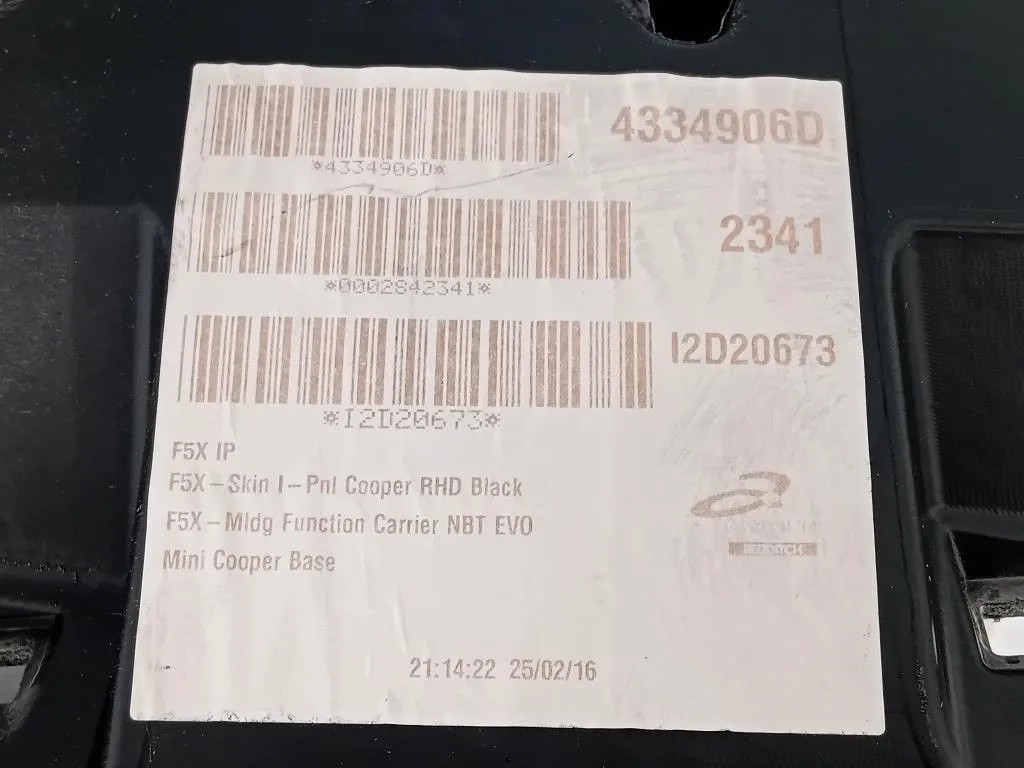 4334906D
*4334906D*
2341
*0002842341*
I2D20673
*I2D20673*
F5X IP
F5X-Skin I-Pnl Cooper RHD Black
F5X-Mldg Function Carrier NBT EVO
Mini Cooper Base
REDDITCH
21:14:22 25/02/16